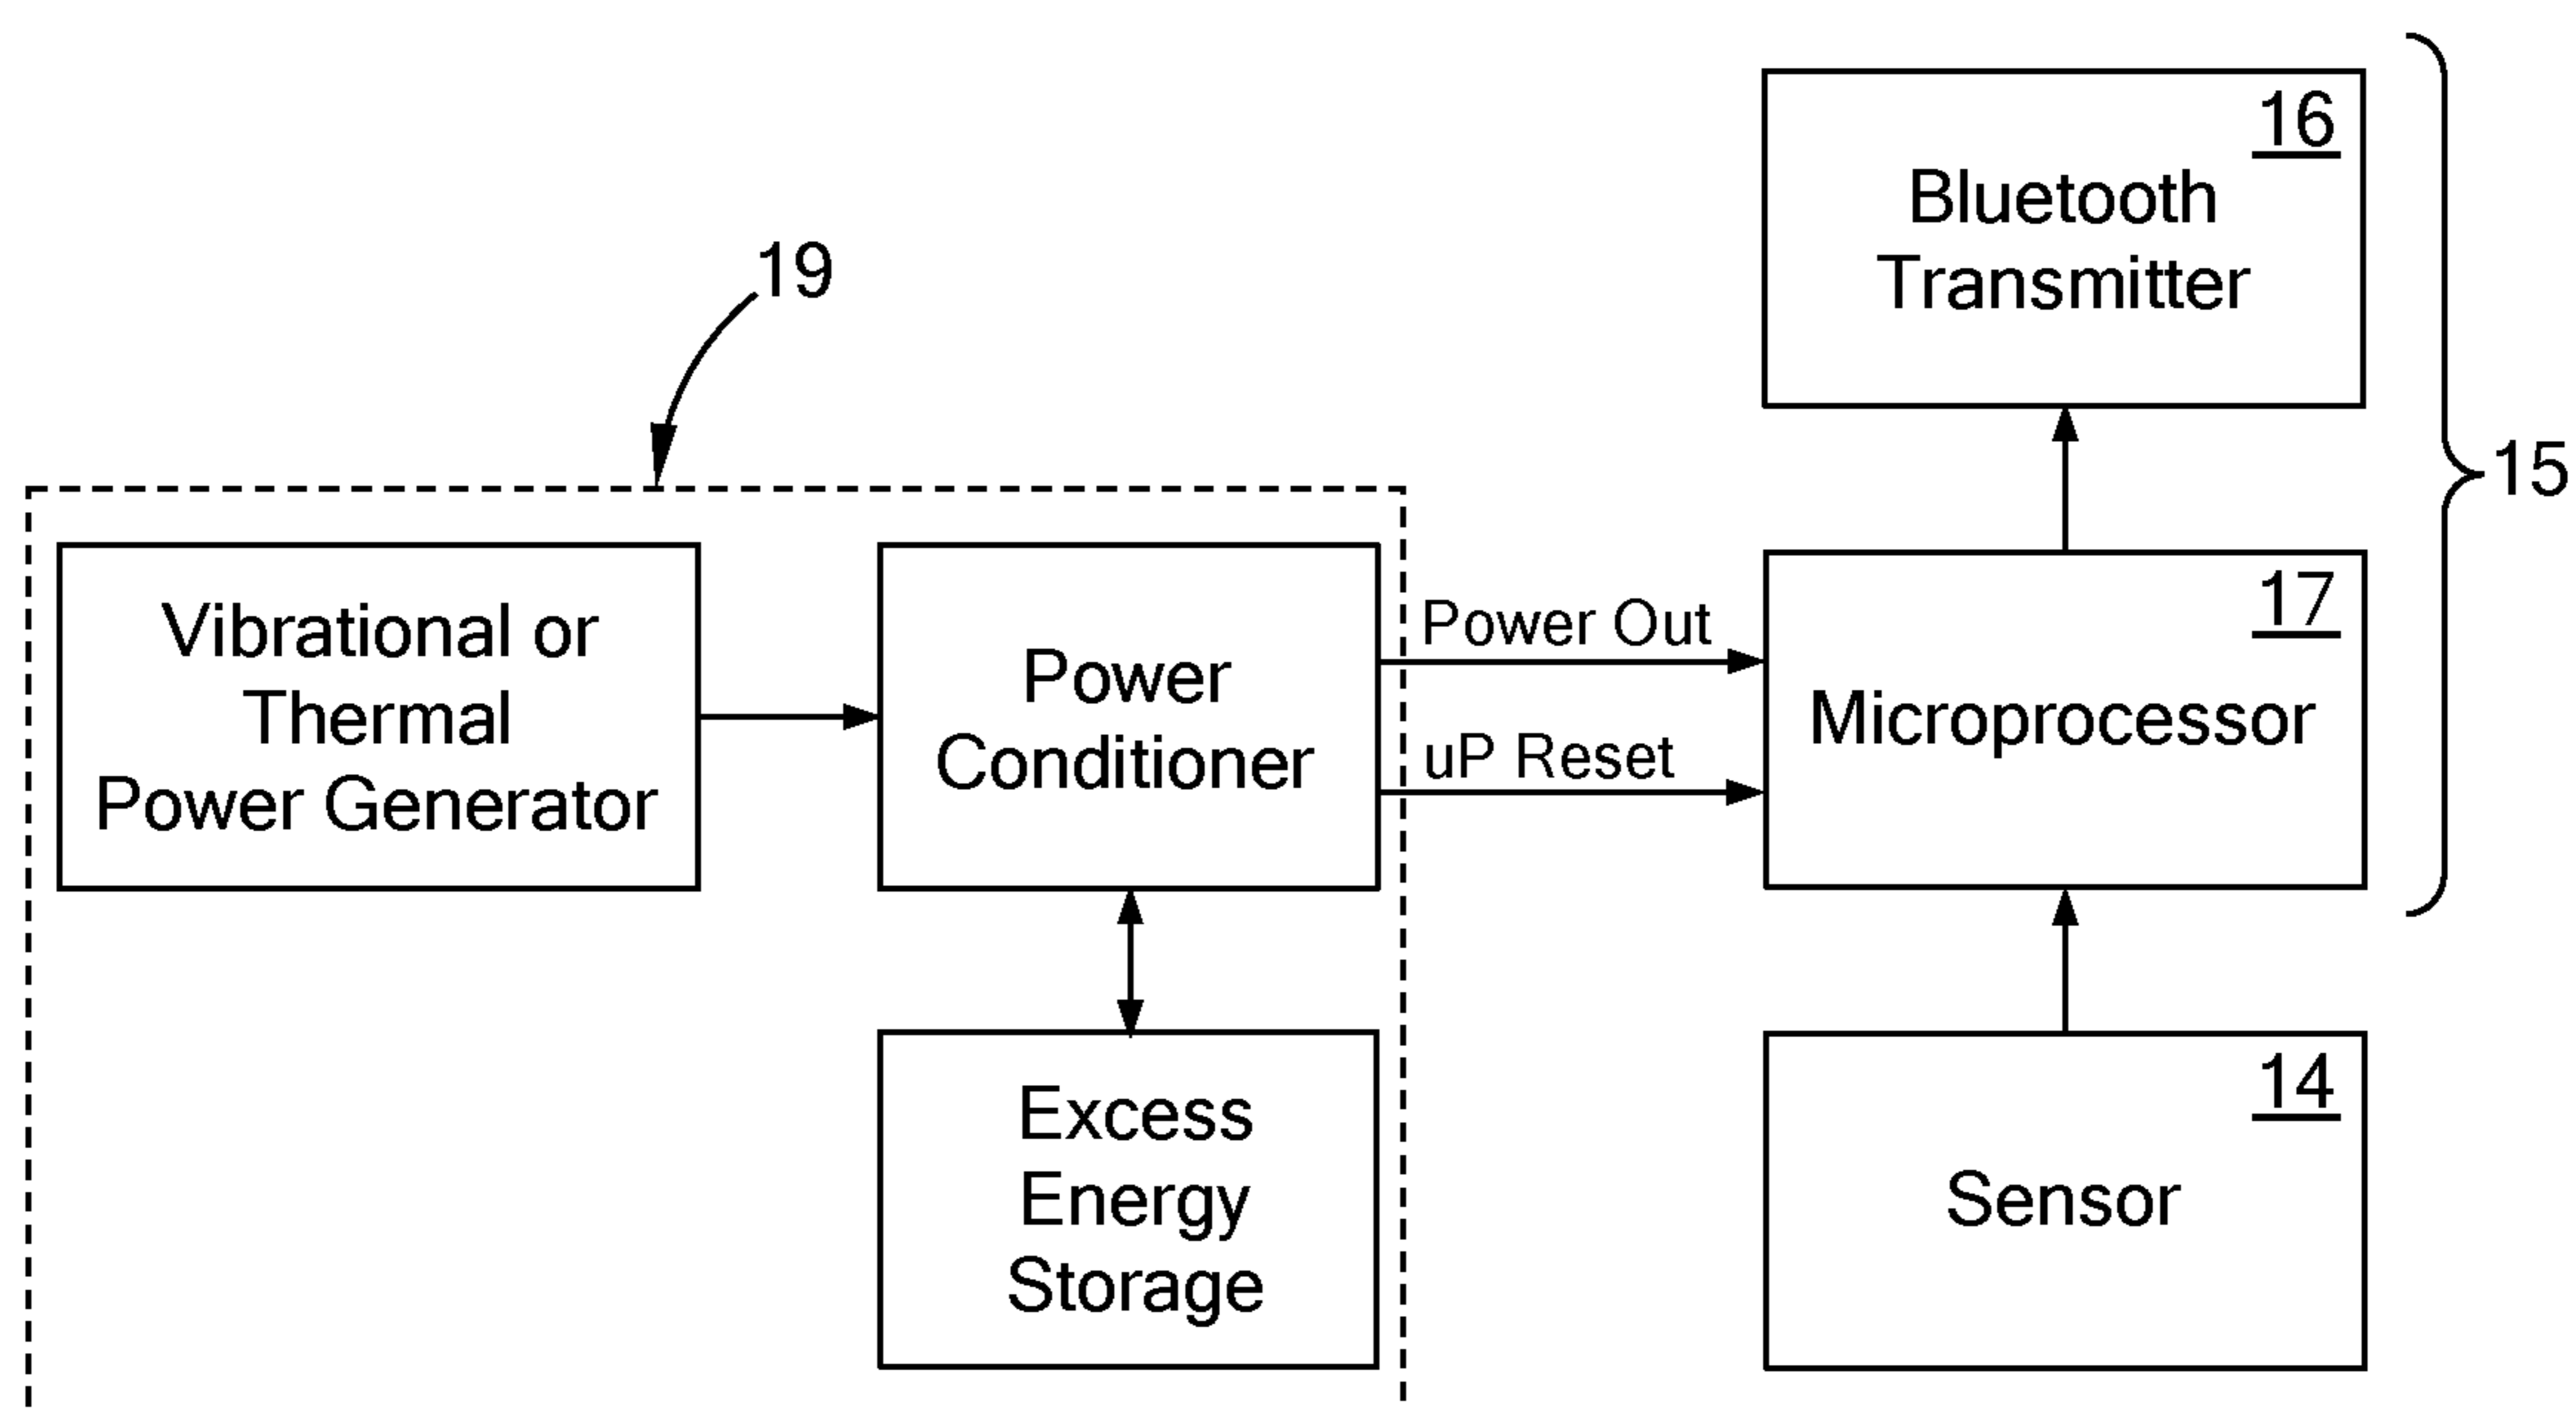 16
Bluetooth
Transmitter
19
15
Vibrational or
Thermal
Power Generator
Power
Conditioner
Power Out
uP Reset
17
Microprocessor
Excess
Energy
Storage
14
Sensor